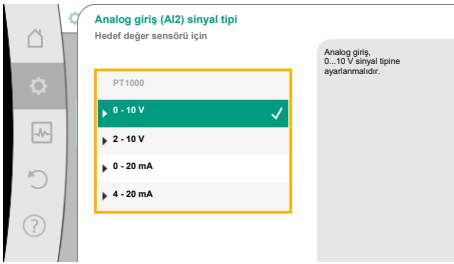 Analog giriş (AI2) sinyal tipi
Hedef değer sensörü için
Analog giriş,
0...10 V sinyal tipine
ayarlanmalıdır.
PT1000
0 - 10 V
2 - 10 V
0 - 20 mA
4 - 20 mA
?